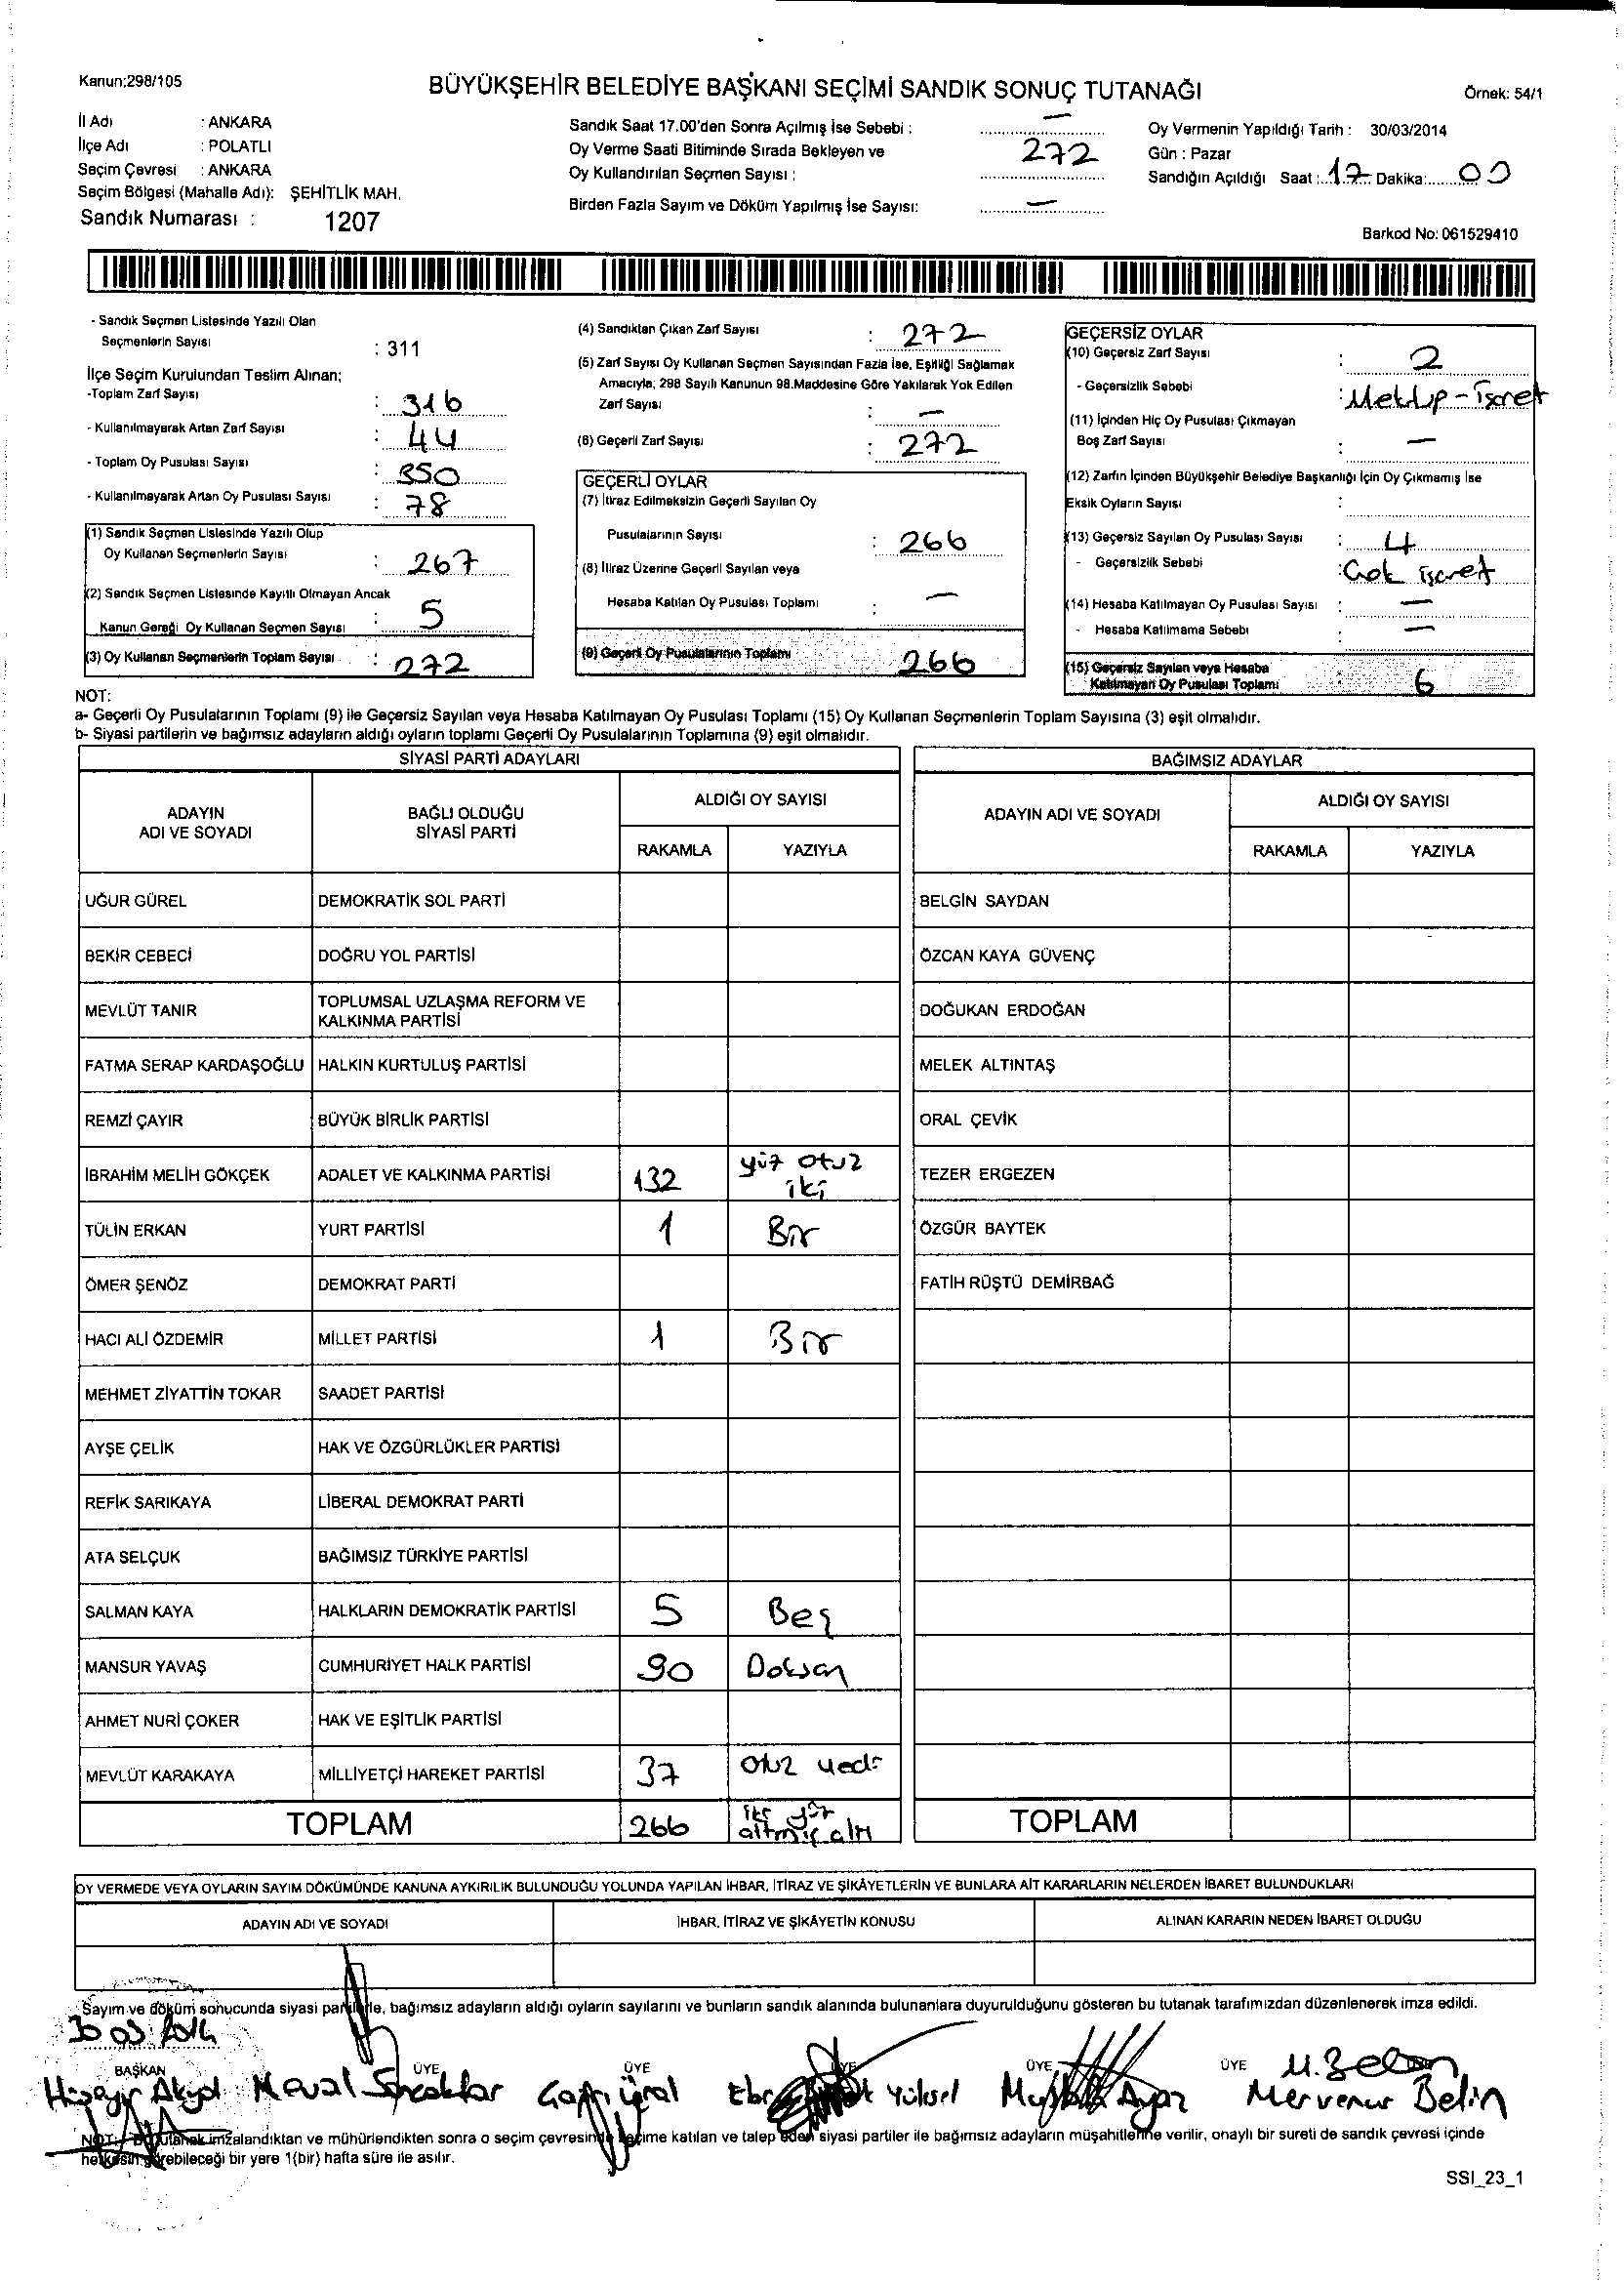 Kanun;298/105
BÜYÜKŞEHİR BELEDİYE BAŞKANI SEÇİMİ SANDIK SONUÇ TUTANAĞI
Örnek: 54/1
İl Adı : ANKARA
İlçe Adı : POLATLI
Seçim Çevresi : ANKARA
Seçim Bölgesi (Mahalle Adı): ŞEHİTLİK MAH.
Sandık Numarası : 1207
Sandık Saat 17.00'den Sonra Açılmış İse Sebebi : —
Oy Verme Saati Bitiminde Sırada Bekleyen ve
Oy Kullandırılan Seçmen Sayısı : 272
Birden Fazla Sayım ve Döküm Yapılmış İse Sayısı: —
Oy Vermenin Yapıldığı Tarih : 30/03/2014
Gün : Pazar
Sandığın Açıldığı Saat : 17 Dakika: 00
Barkod No: 061529410
- Sandık Seçmen Listesinde Yazılı Olan
Seçmenlerin Sayısı : 311
İlçe Seçim Kurulundan Teslim Alınan;
-Toplam Zarf Sayısı : 316
- Kullanılmayarak Artan Zarf Sayısı : 44
- Toplam Oy Pusulası Sayısı : 350
- Kullanılmayarak Artan Oy Pusulası Sayısı : 78
(1) Sandık Seçmen Listesinde Yazılı Olup
Oy Kullanan Seçmenlerin Sayısı : 267
(2) Sandık Seçmen Listesinde Kayıtlı Olmayan Ancak
Kanun Gereği Oy Kullanan Seçmen Sayısı : 5
(3) Oy Kullanan Seçmenlerin Toplam Sayısı : 272
(4) Sandıktan Çıkan Zarf Sayısı : 272
(5) Zarf Sayısı Oy Kullanan Seçmen Sayısından Fazla İse, Eşitliği Sağlamak
Amacıyla; 298 Sayılı Kanunun 98.Maddesine Göre Yakılarak Yok Edilen
Zarf Sayısı : —
(6) Geçerli Zarf Sayısı : 272
GEÇERLİ OYLAR
(7) İtiraz Edilmeksizin Geçerli Sayılan Oy
Pusulalarının Sayısı : 266
(8) İtiraz Üzerine Geçerli Sayılan veya
Hesaba Katılan Oy Pusulası Toplamı : —
(9) Geçerli Oy Pusulalarının Toplamı 266
GEÇERSİZ OYLAR
(10) Geçersiz Zarf Sayısı : 2
- Geçersizlik Sebebi : Mektup - İşaret
(11) İçinden Hiç Oy Pusulası Çıkmayan
Boş Zarf Sayısı : —
(12) Zarfın İçinden Büyükşehir Belediye Başkanlığı İçin Oy Çıkmamış İse
Eksik Oyların Sayısı :
(13) Geçersiz Sayılan Oy Pusulası Sayısı : 4
- Geçersizlik Sebebi : Çok işaret
(14) Hesaba Katılmayan Oy Pusulası Sayısı : —
- Hesaba Katılmama Sebebi : —
(15) Geçersiz Sayılan veya Hesaba
Katılmayan Oy Pusulası Toplamı : 6
NOT:
a- Geçerli Oy Pusulalarının Toplamı (9) ile Geçersiz Sayılan veya Hesaba Katılmayan Oy Pusulası Toplamı (15) Oy Kullanan Seçmenlerin Toplam Sayısına (3) eşit olmalıdır.
b- Siyasi partilerin ve bağımsız adayların aldığı oyların toplamı Geçerli Oy Pusulalarının Toplamına (9) eşit olmalıdır.
SİYASİ PARTİ ADAYLARI
ADAYIN ADI VE SOYADI BAĞLI OLDUĞU SİYASİ PARTİ ALDIĞI OY SAYISI
RAKAMLA YAZIYLA
UĞUR GÜREL DEMOKRATİK SOL PARTİ
BEKİR CEBECİ DOĞRU YOL PARTİSİ
MEVLÜT TANIR TOPLUMSAL UZLAŞMA REFORM VE KALKINMA PARTİSİ
FATMA SERAP KARDAŞOĞLU HALKIN KURTULUŞ PARTİSİ
REMZİ ÇAYIR BÜYÜK BİRLİK PARTİSİ
İBRAHİM MELİH GÖKÇEK ADALET VE KALKINMA PARTİSİ 132 yüz otuz iki
TÜLİN ERKAN YURT PARTİSİ 1 Bir
ÖMER ŞENÖZ DEMOKRAT PARTİ
HACI ALİ ÖZDEMİR MİLLET PARTİSİ 1 Bir
MEHMET ZİYATTİN TOKAR SAADET PARTİSİ
AYŞE ÇELİK HAK VE ÖZGÜRLÜKLER PARTİSİ
REFİK SARIKAYA LİBERAL DEMOKRAT PARTİ
ATA SELÇUK BAĞIMSIZ TÜRKİYE PARTİSİ
SALMAN KAYA HALKLARIN DEMOKRATİK PARTİSİ 5 Beş
MANSUR YAVAŞ CUMHURİYET HALK PARTİSİ 90 Doksan
AHMET NURİ ÇOKER HAK VE EŞİTLİK PARTİSİ
MEVLÜT KARAKAYA MİLLİYETÇİ HAREKET PARTİSİ 37 otuz yedi
TOPLAM 266 iki yüz altmış altı
BAĞIMSIZ ADAYLAR
ADAYIN ADI VE SOYADI ALDIĞI OY SAYISI
RAKAMLA YAZIYLA
BELGİN SAYDAN
ÖZCAN KAYA GÜVENÇ
DOĞUKAN ERDOĞAN
MELEK ALTINTAŞ
ORAL ÇEVİK
TEZER ERGEZEN
ÖZGÜR BAYTEK
FATİH RÜŞTÜ DEMİRBAĞ
TOPLAM
OY VERMEDE VEYA OYLARIN SAYIM DÖKÜMÜNDE KANUNA AYKIRILIK BULUNDUĞU YOLUNDA YAPILAN İHBAR, İTİRAZ VE ŞİKÂYETLERİN VE BUNLARA AİT KARARLARIN NELERDEN İBARET BULUNDUKLARI
ADAYIN ADI VE SOYADI İHBAR, İTİRAZ VE ŞİKÂYETİN KONUSU ALINAN KARARIN NEDEN İBARET OLDUĞU
Sayım ve döküm sonucunda siyasi partilerle, bağımsız adayların aldığı oyların sayılarını ve bunların sandık alanında bulunanlara duyurulduğunu gösteren bu tutanak tarafımızdan düzenlenerek imza edildi.
30 03 2014
BAŞKAN ÜYE ÜYE ÜYE ÜYE ÜYE
M. Belin
Akyol Yüksel Mustafa Ayaz Mervenur Belin
NOT: Bu tutanak imzalandıktan ve mühürlendikten sonra o seçim çevresinde seçime katılan ve talep eden siyasi partiler ile bağımsız adayların müşahitlerine verilir, onaylı bir sureti de sandık çevresi içinde
herkesin görebileceği bir yere 1(bir) hafta süre ile asılır.
SSI_23_1